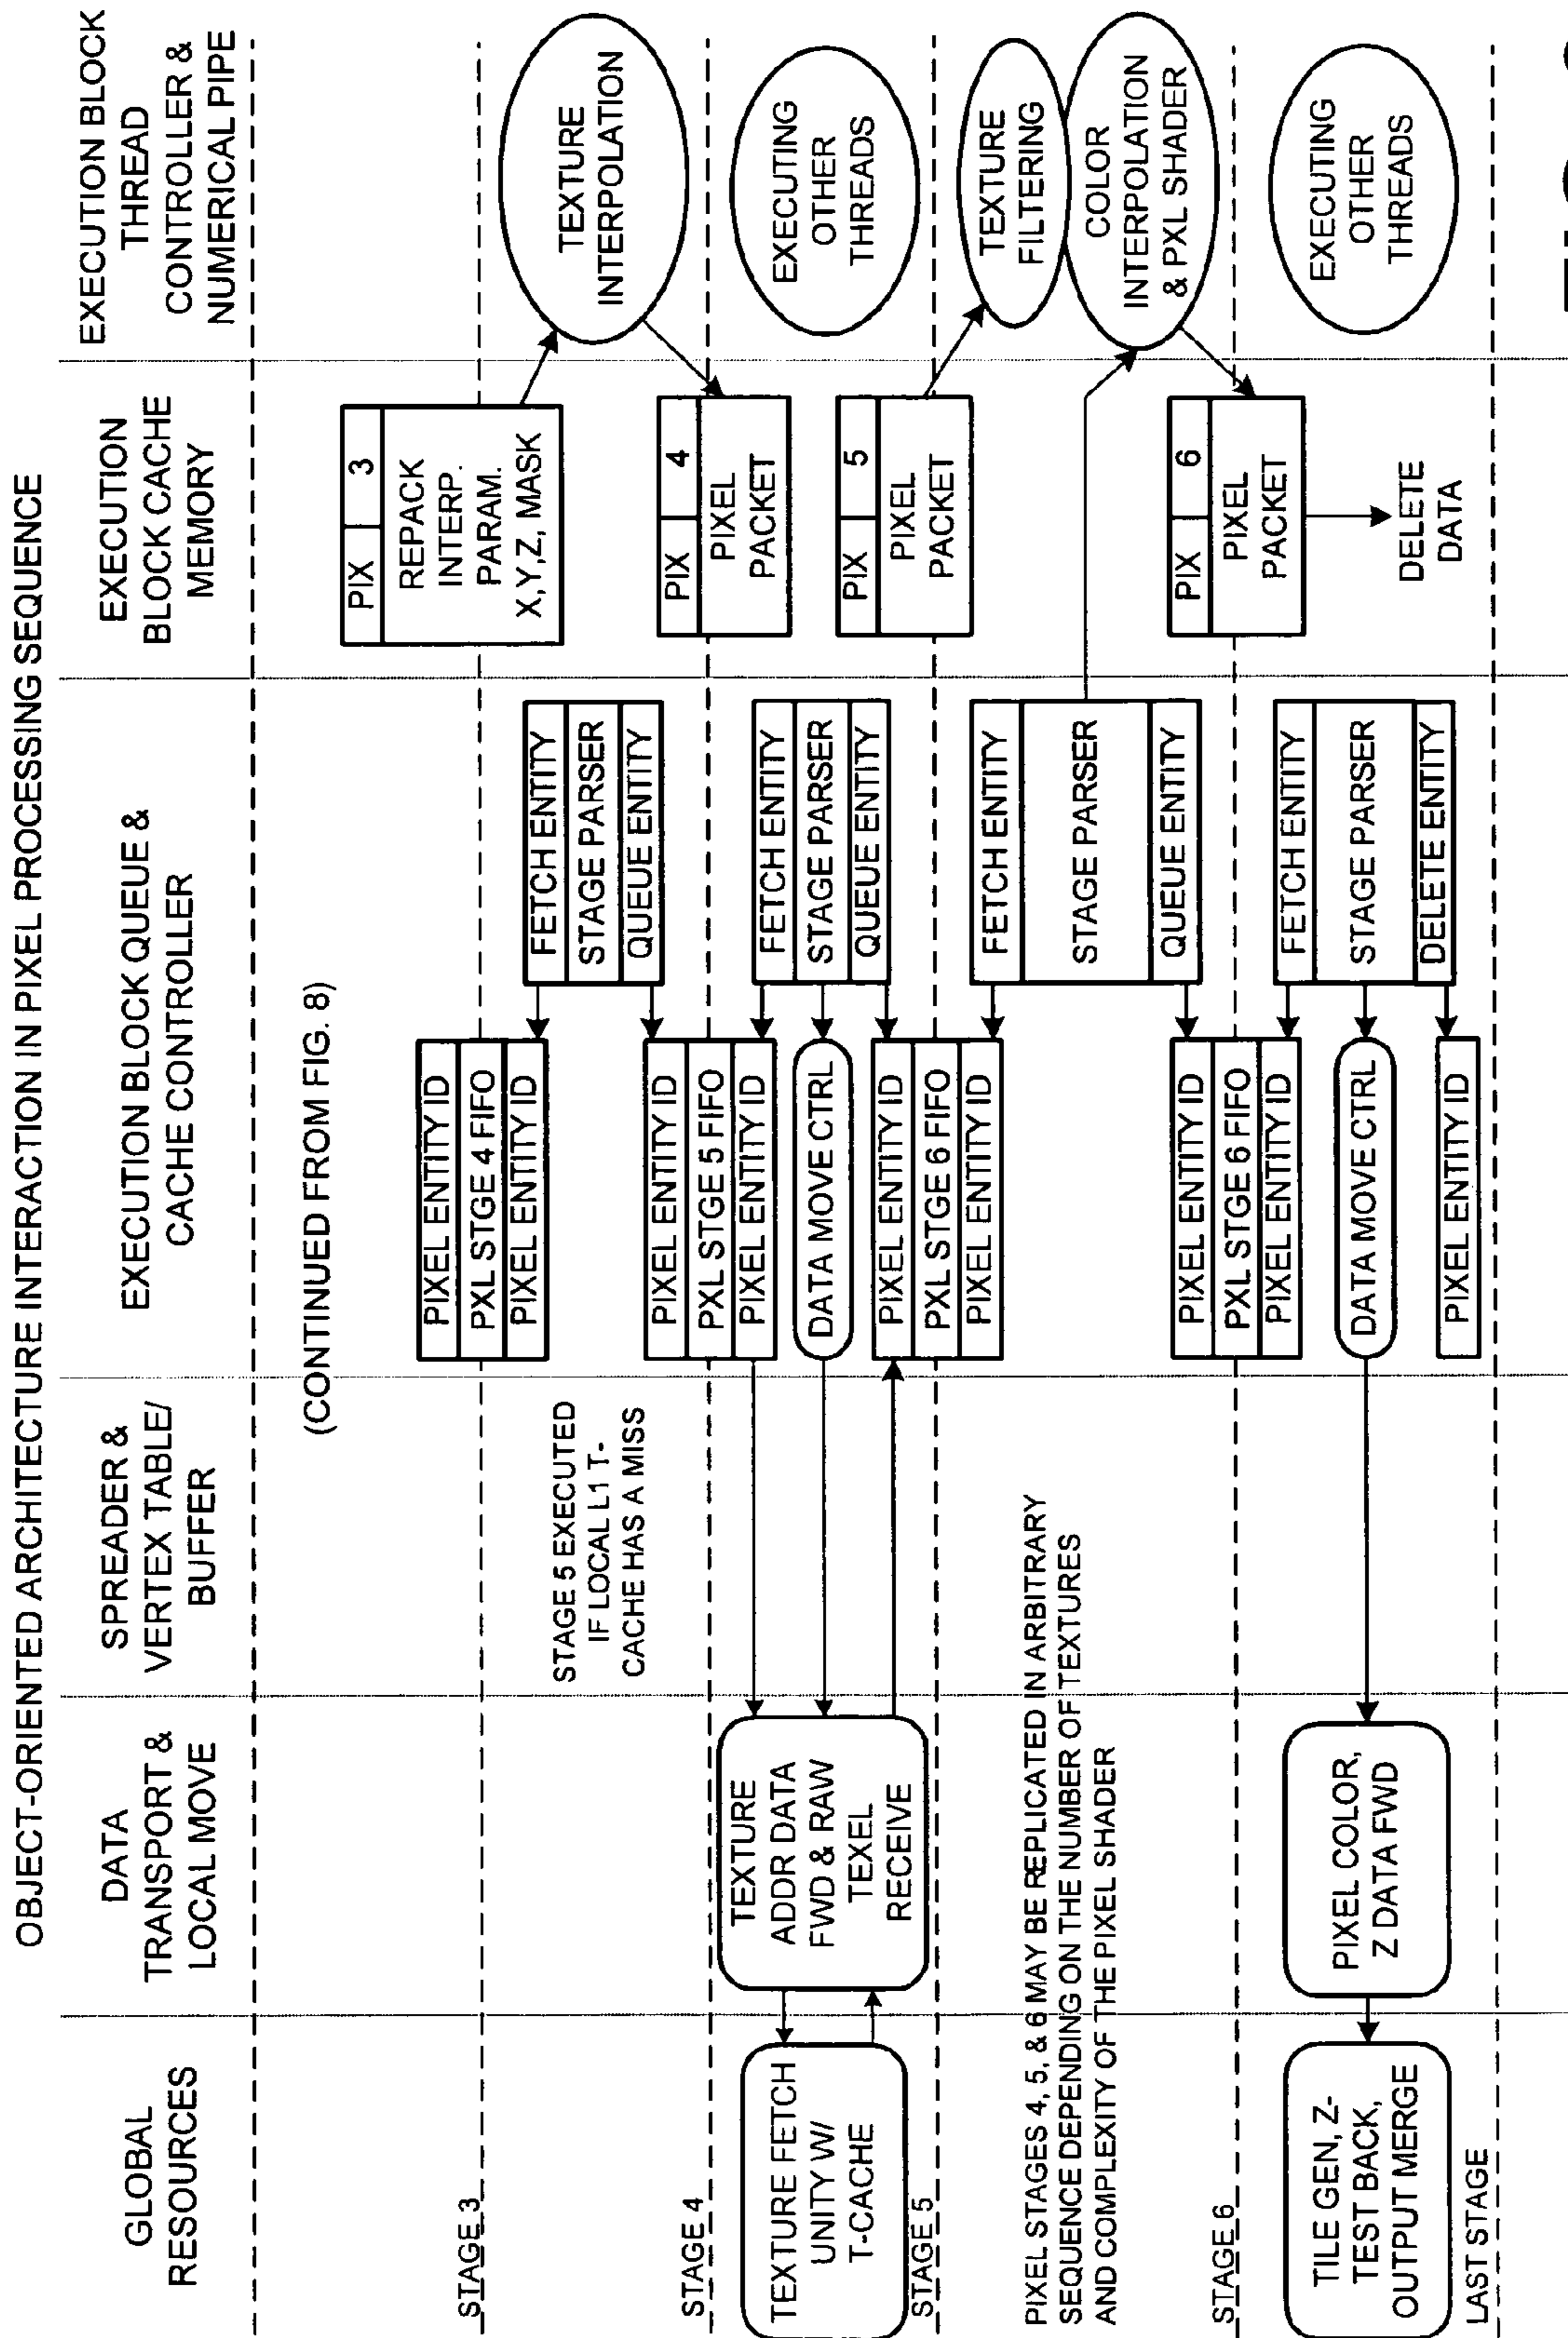 OBJECT-ORIENTED ARCHITECTURE INTERACTION IN PIXEL PROCESSING SEQUENCE
GLOBAL
RESOURCES
DATA
TRANSPORT &
LOCAL MOVE
SPREADER &
VERTEX TABLE/
BUFFER
EXECUTION BLOCK QUEUE &
CACHE CONTROLLER
EXECUTION
BLOCK CACHE
MEMORY
EXECUTION BLOCK
THREAD
CONTROLLER &
NUMERICAL PIPE
(CONTINUED FROM FIG. 8)
PIX 3
REPACK
INTERP.
PARAM.
X,Y,Z, MASK
STAGE 3
PIXEL ENTITY ID
PXL STGE 4 FIFO
PIXEL ENTITY ID
FETCH ENTITY
STAGE PARSER
QUEUE ENTITY
TEXTURE
INTERPOLATION
STAGE 5 EXECUTED
IF LOCAL L1 T-
CACHE HAS A MISS
STAGE 4
PIXEL ENTITY ID
PXL STGE 5 FIFO
PIXEL ENTITY ID
PIX 4
PIXEL
PACKET
TEXTURE FETCH
UNITY W/
T-CACHE
TEXTURE
ADDR DATA
FWD & RAW
TEXEL
RECEIVE
DATA MOVE CTRL
FETCH ENTITY
STAGE PARSER
QUEUE ENTITY
EXECUTING
OTHER
THREADS
STAGE 5
PIXEL ENTITY ID
PXL STGE 6 FIFO
PIXEL ENTITY ID
PIX 5
PIXEL
PACKET
PIXEL STAGES 4, 5, & 6 MAY BE REPLICATED IN ARBITRARY
SEQUENCE DEPENDING ON THE NUMBER OF TEXTURES
AND COMPLEXITY OF THE PIXEL SHADER
FETCH ENTITY
STAGE PARSER
QUEUE ENTITY
TEXTURE
FILTERING
COLOR
INTERPOLATION
& PXL SHADER
STAGE 6
PIXEL ENTITY ID
PXL STGE 6 FIFO
PIXEL ENTITY ID
PIX 6
PIXEL
PACKET
TILE GEN, Z-
TEST BACK,
OUTPUT MERGE
PIXEL COLOR,
Z DATA FWD
DATA MOVE CTRL
FETCH ENTITY
STAGE PARSER
DELETE ENTITY
DELETE
DATA
EXECUTING
OTHER
THREADS
PIXEL ENTITY ID
LAST STAGE